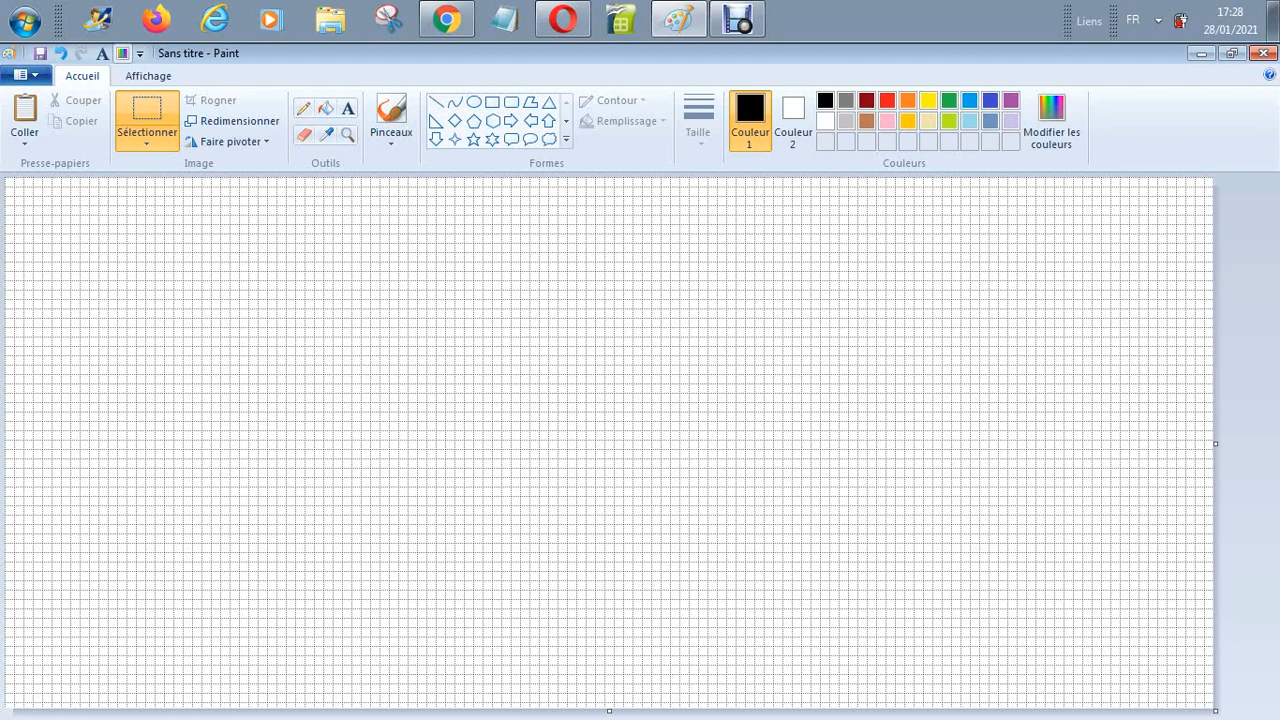 Liens
FR
17:28
28/01/2021
Sans titre - Paint
Accueil
Affichage
Coller
Couper
Copier
Presse-papiers
Sélectionner
Rogner
Redimensionner
Faire pivoter
Image
A
Outils
Pinceaux
Contour
Remplissage
Formes
Taille
Couleur
1
Couleur
2
Modifier les
couleurs
Couleurs